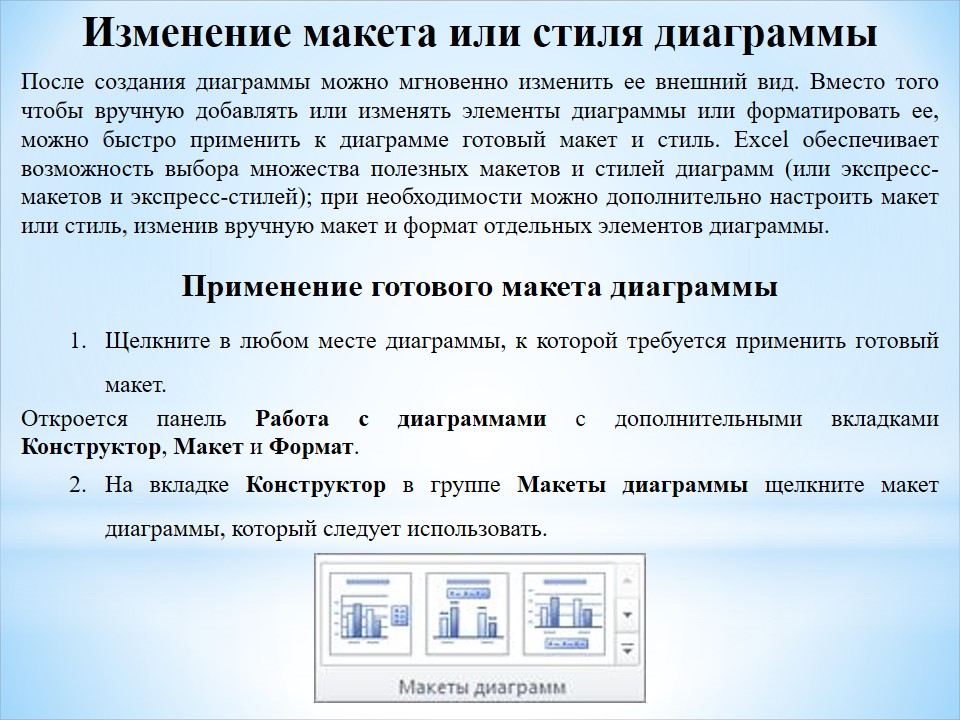 Изменение макета или стиля диаграммы
После создания диаграммы можно мгновенно изменить ее внешний вид. Вместо того
чтобы вручную добавлять или изменять элементы диаграммы или форматировать ее,
можно быстро применить к диаграмме готовый макет и стиль. Excel обеспечивает
возможность выбора множества полезных макетов и стилей диаграмм (или экспресс-
макетов и экспресс-стилей); при необходимости можно дополнительно настроить макет
или стиль, изменив вручную макет и формат отдельных элементов диаграммы.
Применение готового макета диаграммы
1. Щелкните в любом месте диаграммы, к которой требуется применить готовый
макет.
Откроется панель Работа с диаграммами с дополнительными вкладками
Конструктор, Макет и Формат.
2. На вкладке Конструктор в группе Макеты диаграммы щелкните макет
диаграммы, который следует использовать.
Макеты диаграмм